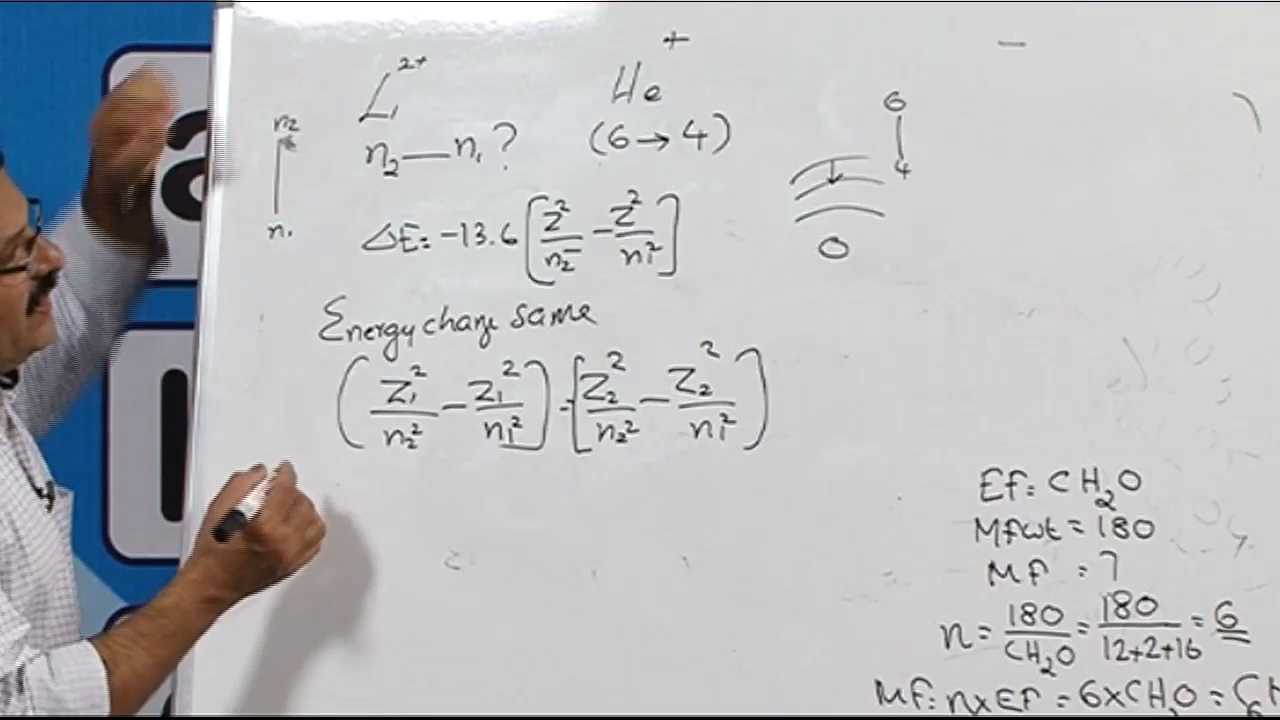 Li²⁺ He⁺
n₂—n₁? (6→4)
n₂
n₁
6
4
ΔE = -13.6 [Z²/n₂² - Z²/n₁²]
Energy change same
(Z₁²/n₂² - Z₁²/n₁²] = [Z₂²/n₂² - Z₂²/n₁²)
Ef: CH₂O
Mfwt = 180
MF : ?
n = 180/CH₂O = 180/12+2+16 = 6
MF: n×EF = 6×CH₂O = C₆H